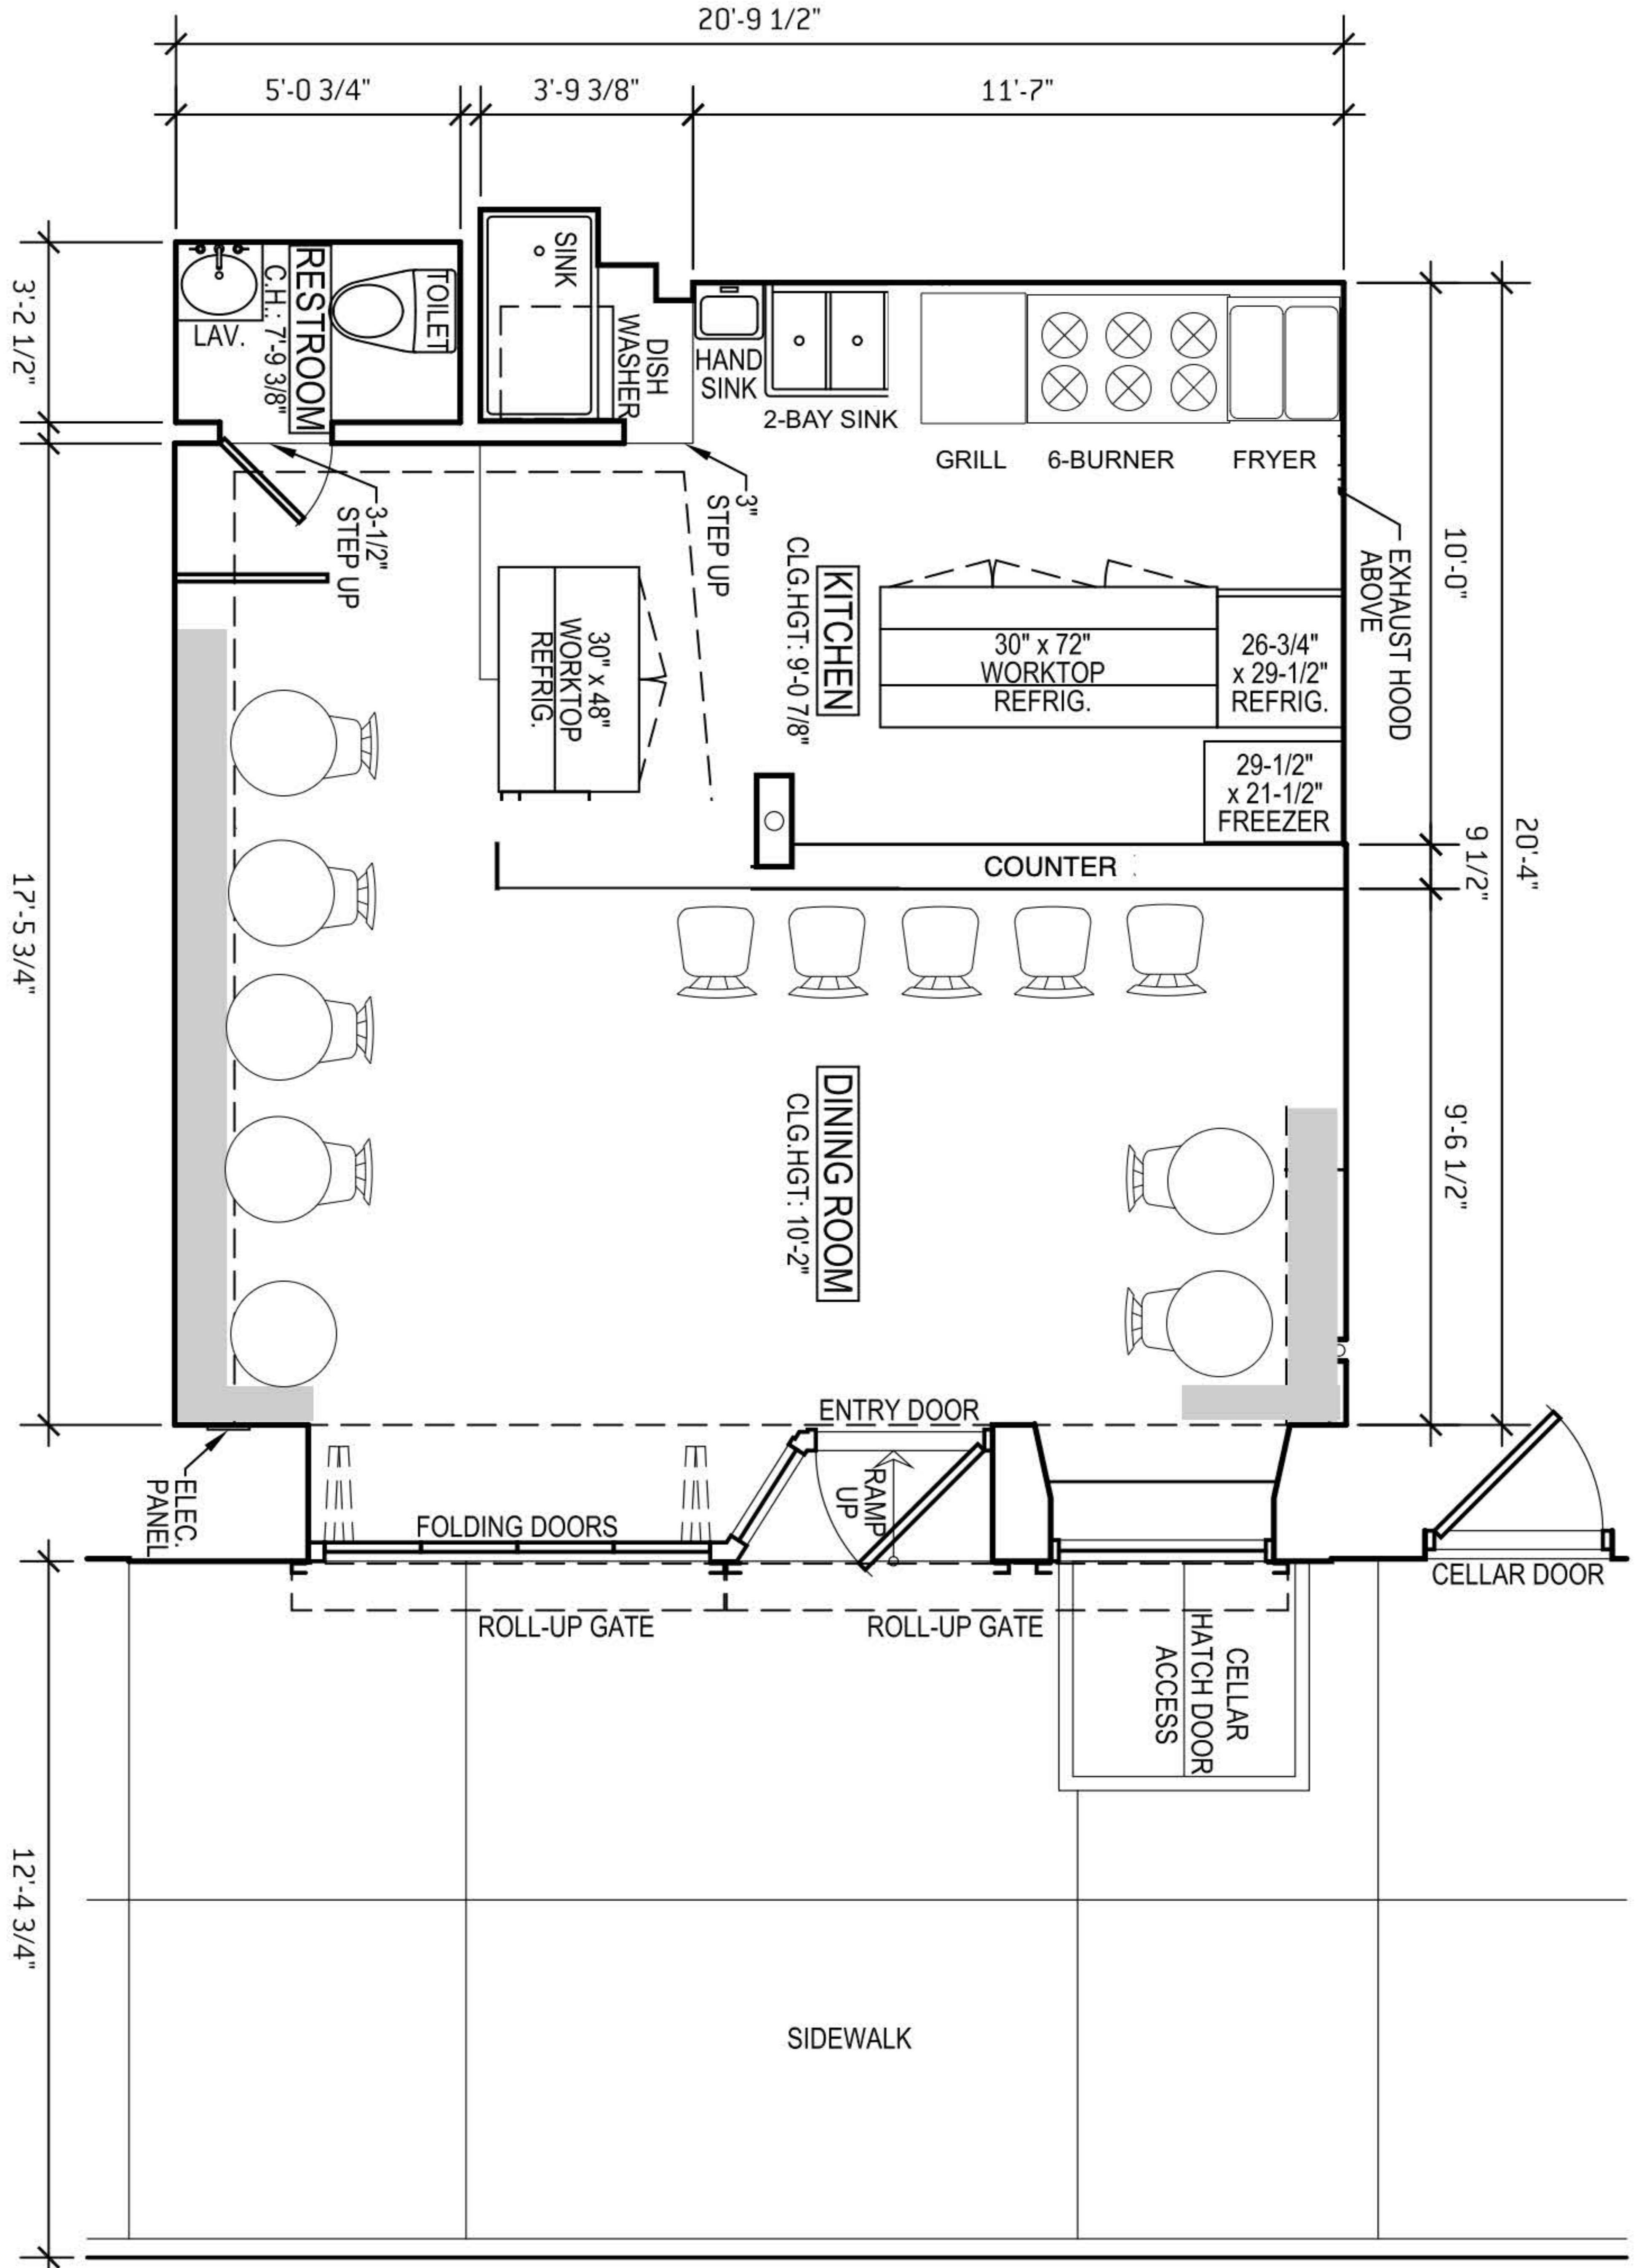 20'-9 1/2"
5'-0 3/4"
3'-9 3/8"
11'-7"
3'-2 1/2"
17'-5 3/4"
12'-4 3/4"
10'-0"
9 1/2"
20'-4"
9'-6 1/2"
LAV.
RESTROOM
C.H.: 7'-9 3/8"
TOILET
SINK
DISH
WASHER
HAND
SINK
2-BAY SINK
GRILL
6-BURNER
FRYER
EXHAUST HOOD
ABOVE
3-1/2"
STEP UP
3"
STEP UP
KITCHEN
CLG.HGT: 9'-0 7/8"
30" x 48"
WORKTOP
REFRIG.
30" x 72"
WORKTOP
REFRIG.
26-3/4"
x 29-1/2"
REFRIG.
29-1/2"
x 21-1/2"
FREEZER
COUNTER
DINING ROOM
CLG.HGT: 10'-2"
ENTRY DOOR
RAMP
UP
ELEC.
PANEL
FOLDING DOORS
CELLAR DOOR
ROLL-UP GATE
ROLL-UP GATE
CELLAR
HATCH DOOR
ACCESS
SIDEWALK